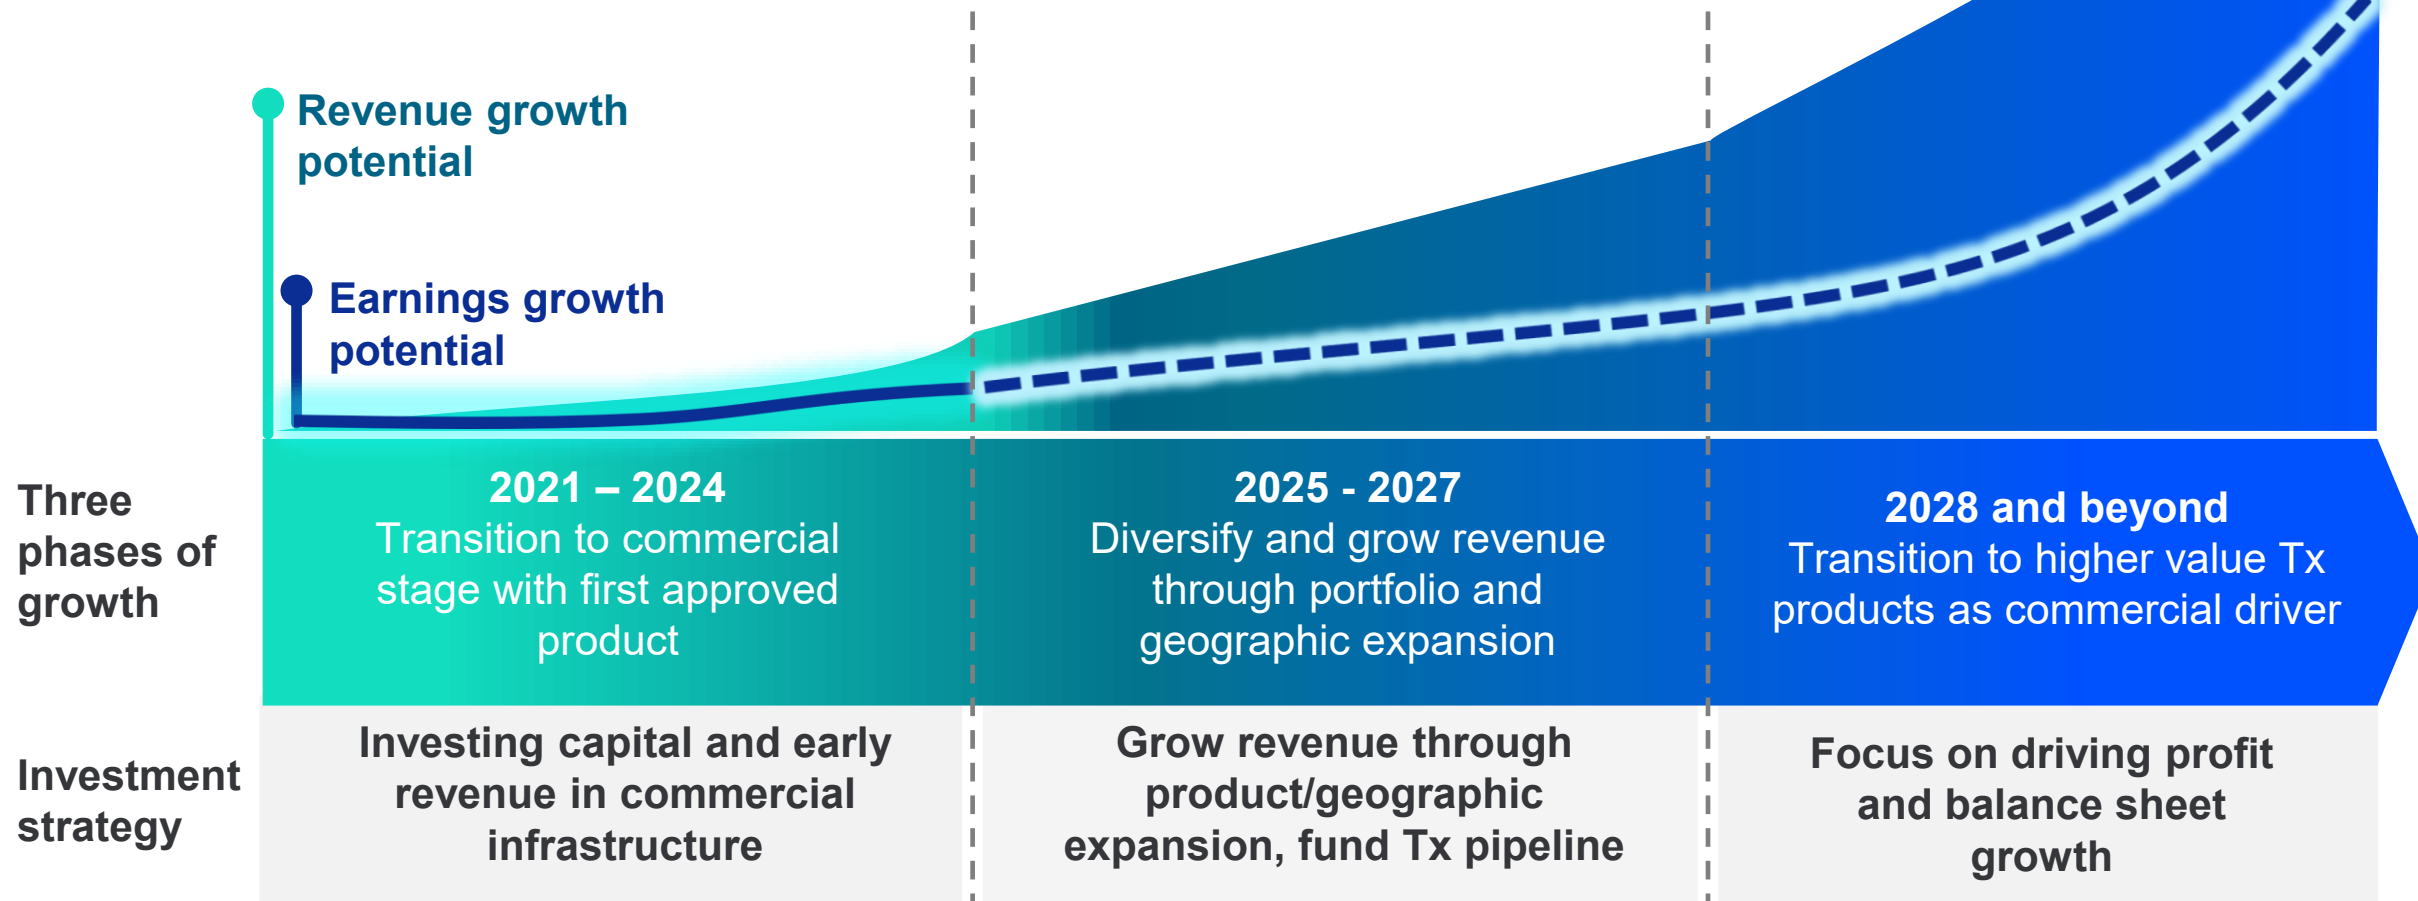 Revenue growth
potential
Earnings growth
potential
Three
phases of
growth
2021 – 2024
Transition to commercial
stage with first approved
product
2025 - 2027
Diversify and grow revenue
through portfolio and
geographic expansion
2028 and beyond
Transition to higher value Tx
products as commercial driver
Investment
strategy
Investing capital and early
revenue in commercial
infrastructure
Grow revenue through
product/geographic
expansion, fund Tx pipeline
Focus on driving profit
and balance sheet
growth